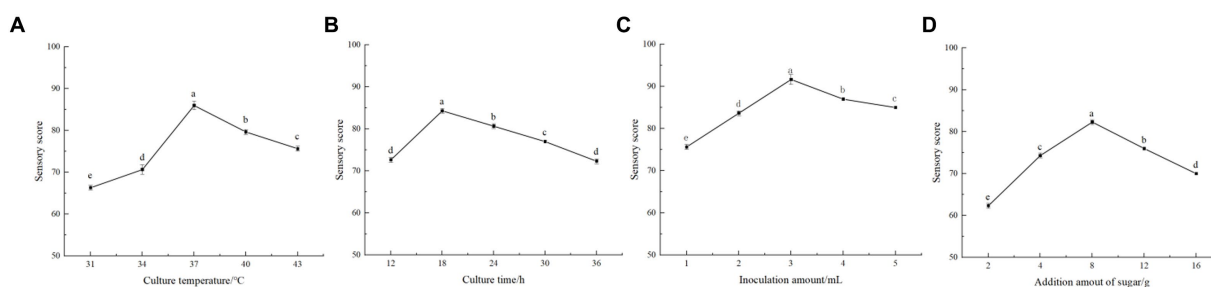 A
100
90
80
70
60
50
Sensory score
e
d
a
b
c
31 34 37 40 43
Culture temperature/°C
B
100
90
80
70
60
50
Sensory score
d
a
b
c
d
12 18 24 30 36
Culture time/h
C
100
90
80
70
60
50
Sensory score
e
d
a
b
c
1 2 3 4 5
Inoculation amount/mL
D
100
90
80
70
60
50
Sensory score
e
c
a
b
d
2 4 8 12 16
Addition amout of sugar/g